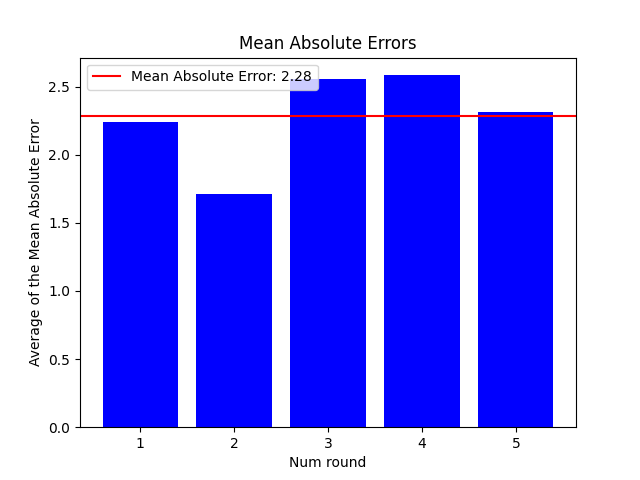 Mean Absolute Errors
Mean Absolute Error: 2.28
Average of the Mean Absolute Error
2.5
2.0
1.5
1.0
0.5
0.0
1 2 3 4 5
Num round